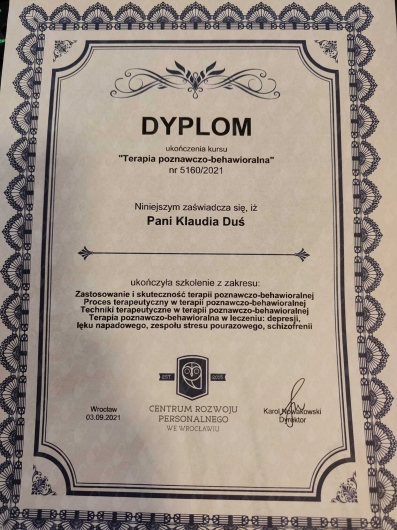 DYPLOM
ukończenia kursu
"Terapia poznawczo-behawioralna"
nr 5160/2021
Niniejszym zaświadcza się, iż
Pani Klaudia Duś
ukończyła szkolenie z zakresu:
Zastosowanie i skuteczność terapii poznawczo-behawioralnej
Proces terapeutyczny w terapii poznawczo-behawioralnej
Techniki terapeutyczne w terapii poznawczo-behawioralnej
Terapia poznawczo-behawioralna w leczeniu: depresji,
lęku napadowego, zespołu stresu pourazowego, schizofrenii
CENTRUM ROZWOJU
PERSONALNEGO
WE WROCŁAWIU
Wrocław
03.09.2021
Karol Nowakowski
Dyrektor